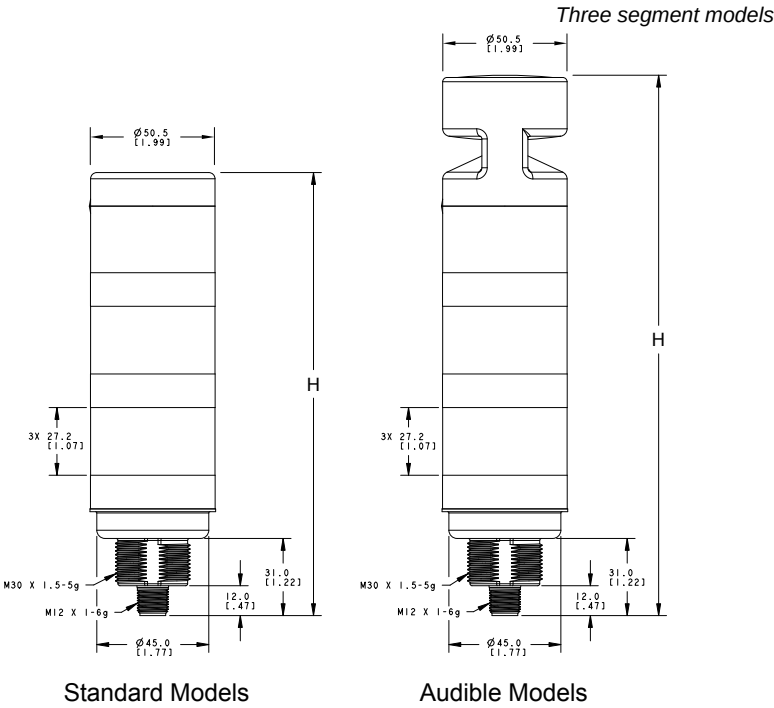 Three segment models
Ø50.5
[1.99]
Ø50.5
[1.99]
H
H
3X 27.2
[1.07]
3X 27.2
[1.07]
M30 X 1.5-5g
31.0
[1.22]
12.0
[.47]
M12 X 1-6g
M30 X 1.5-5g
31.0
[1.22]
12.0
[.47]
M12 X 1-6g
Ø45.0
[1.77]
Ø45.0
[1.77]
Standard Models
Audible Models